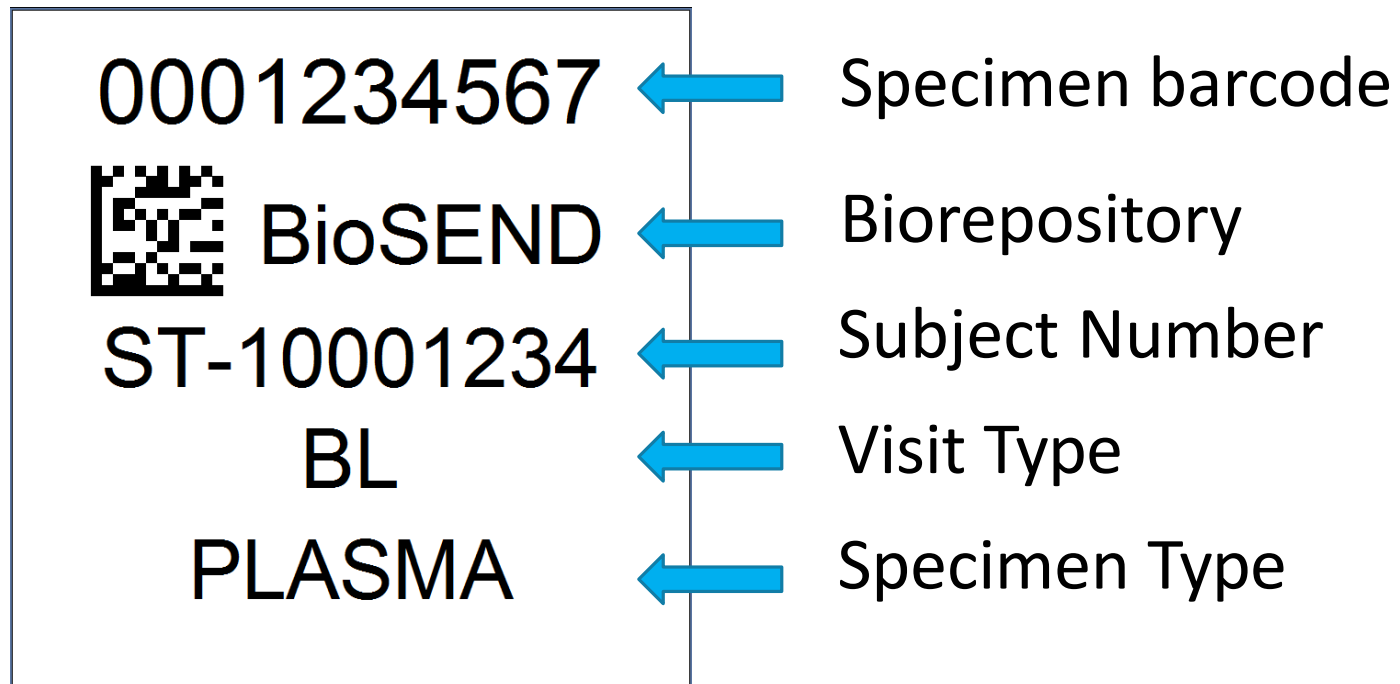 0001234567 Specimen barcode
BioSEND Biorepository
ST-10001234 Subject Number
BL Visit Type
PLASMA Specimen Type